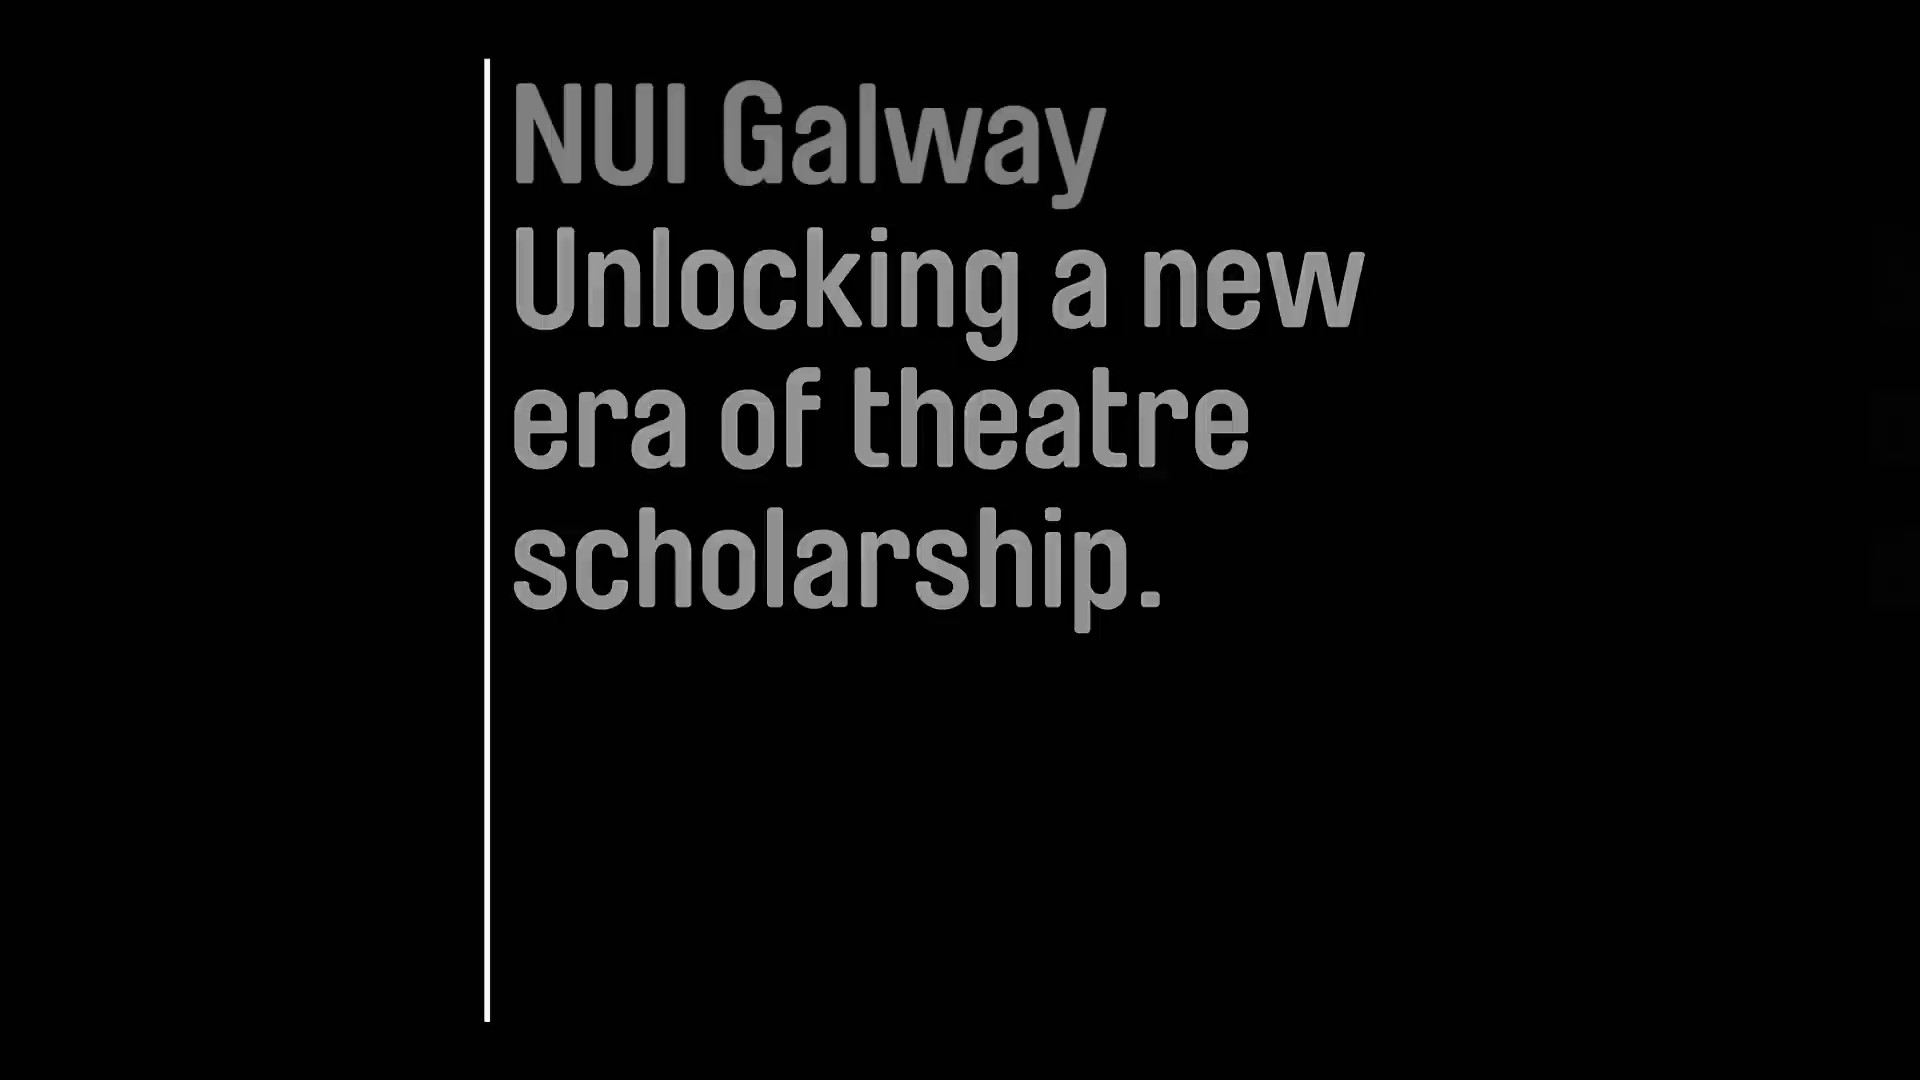 NUI Galway
Unlocking a new
era of theatre
scholarship.